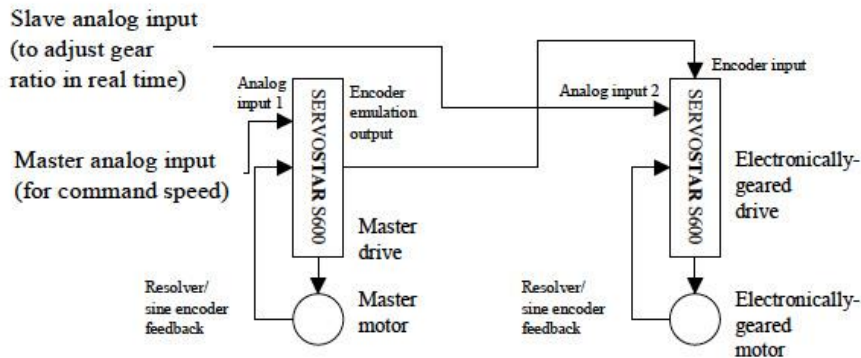 Slave analog input
(to adjust gear
ratio in real time)
Master analog input
(for command speed)
Analog
input 1
SERVOSTAR S600
Encoder
emulation
output
Master
drive
Resolver/
sine encoder
feedback
Master
motor
Analog input 2
Encoder input
SERVOSTAR S600
Electronically-
geared
drive
Resolver/
sine encoder
feedback
Electronically-
geared
motor